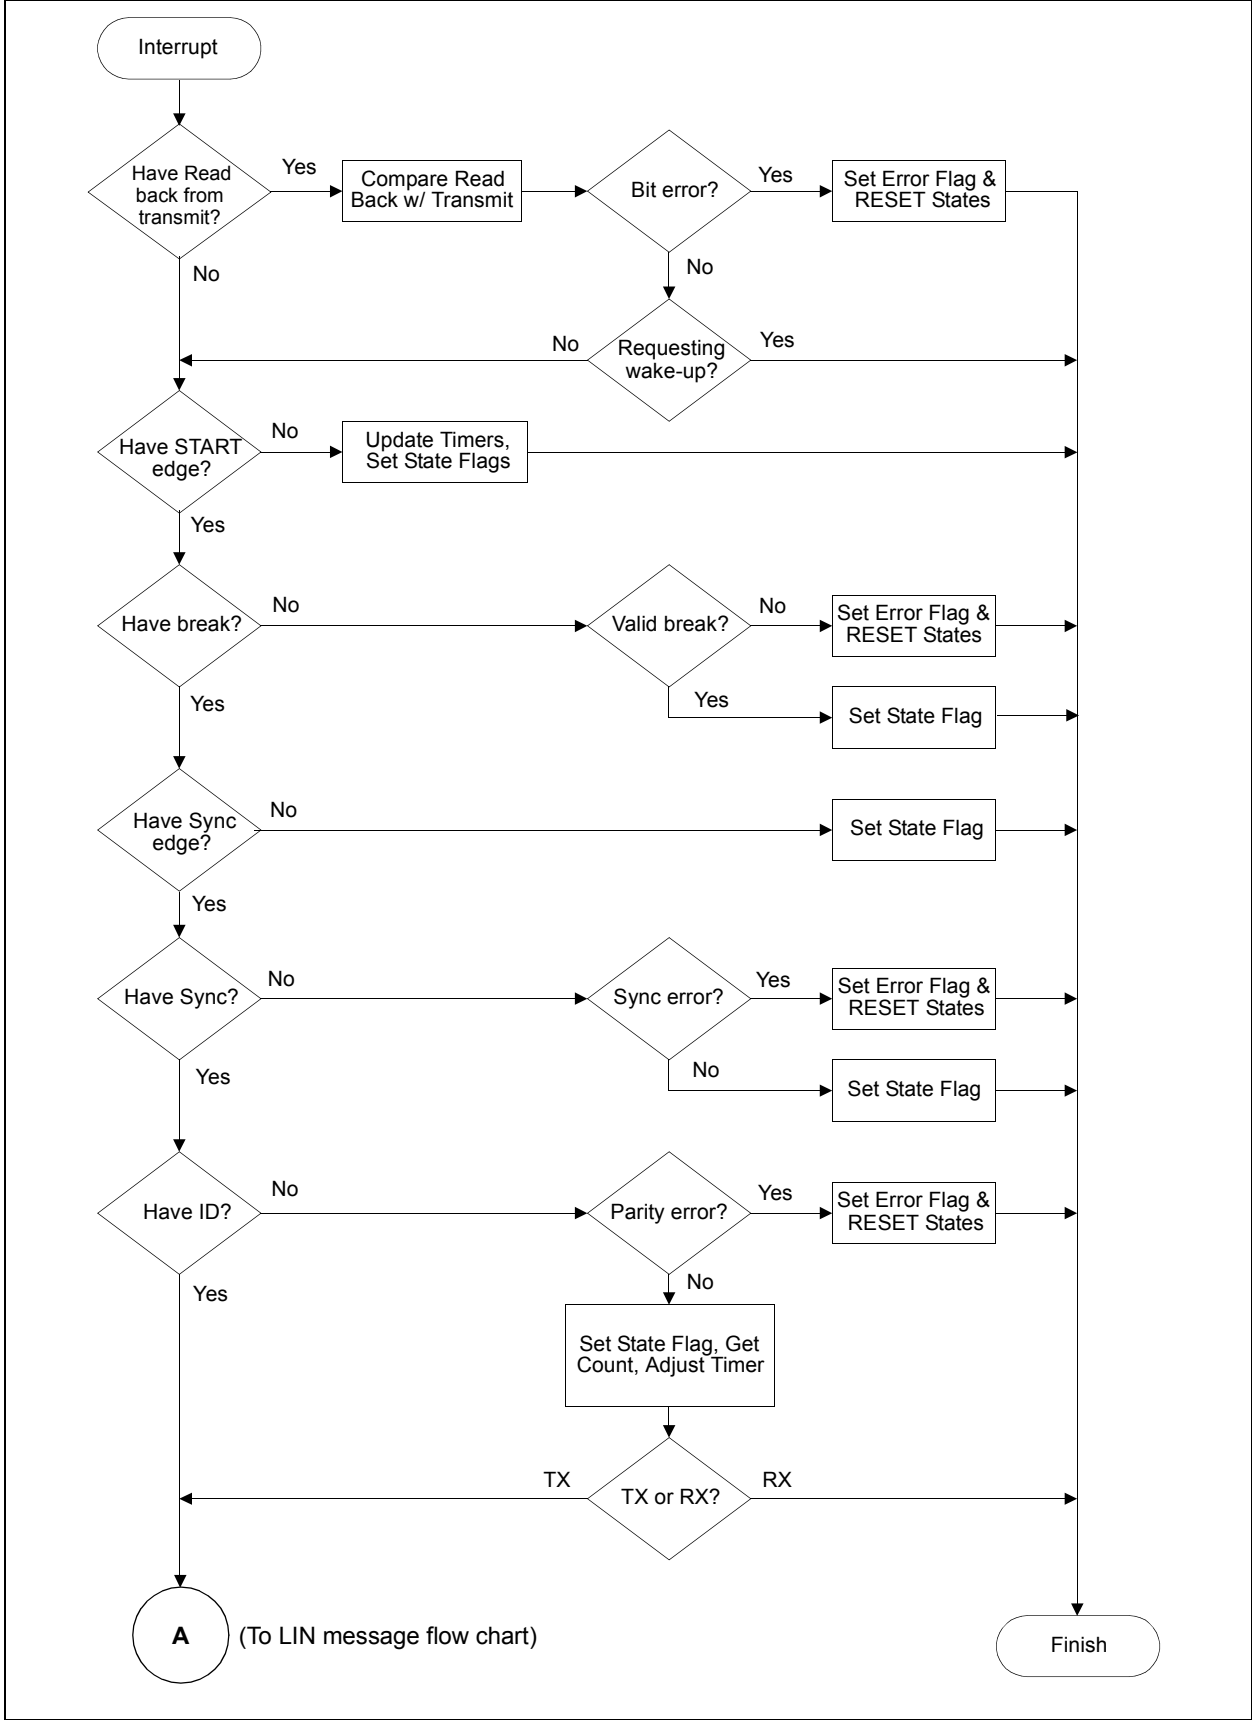 Interrupt
Have Read
back from
transmit?
Yes
Compare Read
Back w/ Transmit
Bit error?
Yes
Set Error Flag &
RESET States
No
No
No
Requesting
wake-up?
Yes
Have START
edge?
No
Update Timers,
Set State Flags
Yes
Have break?
No
Valid break?
No
Set Error Flag &
RESET States
Yes
Yes
Set State Flag
Have Sync
edge?
No
Set State Flag
Yes
Have Sync?
No
Sync error?
Yes
Set Error Flag &
RESET States
Yes
No
Set State Flag
Have ID?
No
Parity error?
Yes
Set Error Flag &
RESET States
Yes
No
Set State Flag, Get
Count, Adjust Timer
TX
TX or RX?
RX
A
(To LIN message flow chart)
Finish